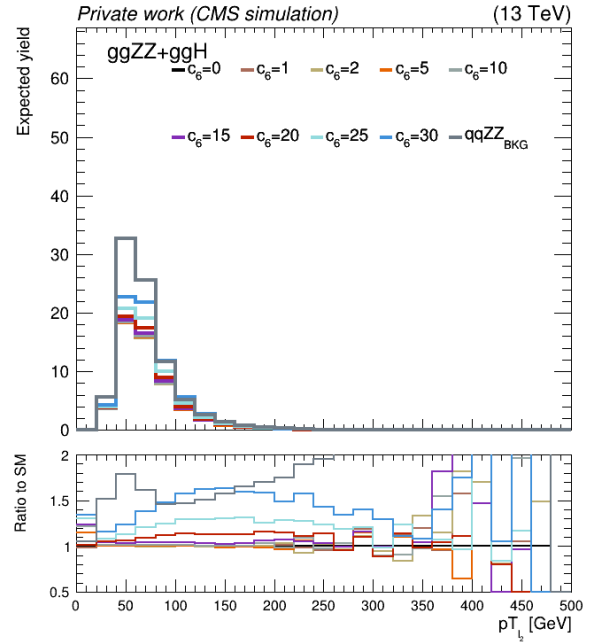 Private work (CMS simulation) (13 TeV)
Expected yield
ggZZ+ggH
c6=0 c6=1 c6=2 c6=5 c6=10
c6=15 c6=20 c6=25 c6=30 qqZZBKG
60
50
40
30
20
10
0
Ratio to SM
2
1.5
1
0.5
0 50 100 150 200 250 300 350 400 450 500
pTl2 [GeV]